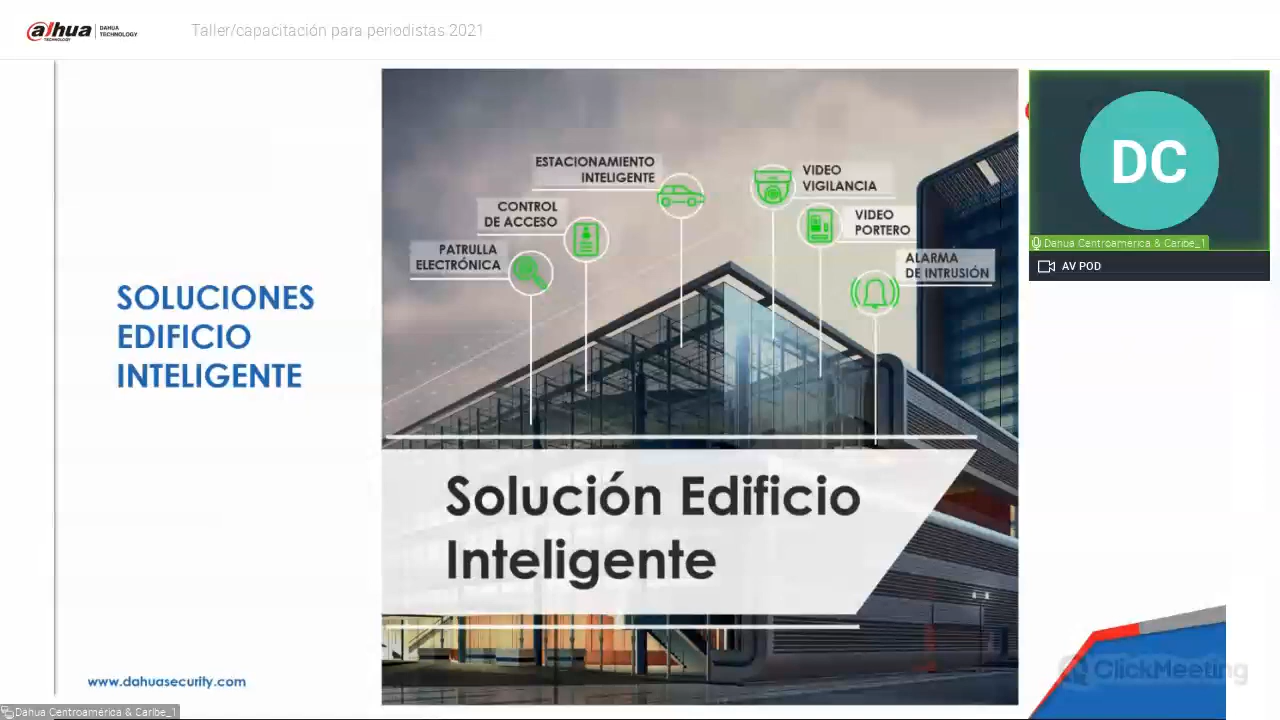 alhua
TECHNOLOGY
DAHUA
TECHNOLOGY
Taller/capacitación para periodistas 2021
SOLUCIONES
EDIFICIO
INTELIGENTE
ESTACIONAMIENTO
INTELIGENTE
CONTROL
DE ACCESO
PATRULLA
ELECTRÓNICA
VIDEO
VIGILANCIA
VIDEO
PORTERO
ALARMA
DE INTRUSIÓN
Solución Edificio
Inteligente
DC
Dahua Centroamerica & Caribe_1
AV POD
www.dahuasecurity.com
ClickMeeting
Dahua Centroamérica & Caribe_1